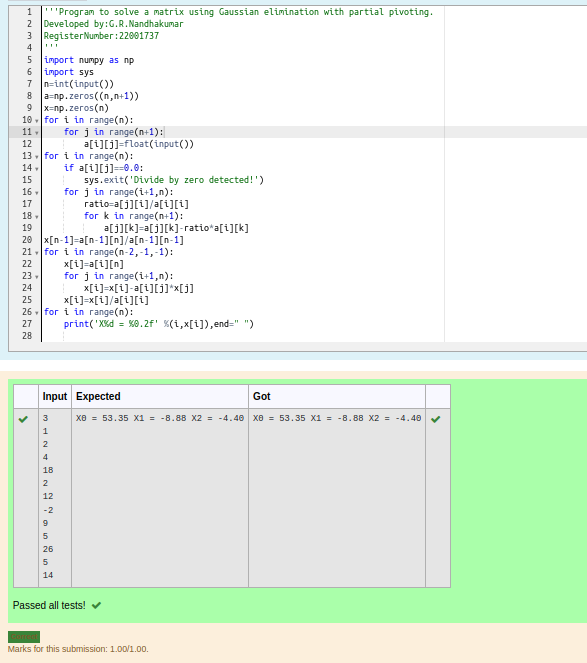 1 '''Program to solve a matrix using Gaussian elimination with partial pivoting.
2 Developed by:G.R.Nandhakumar
3 RegisterNumber:22001737
4 '''
5 import numpy as np
6 import sys
7 n=int(input())
8 a=np.zeros((n,n+1))
9 x=np.zeros(n)
10 for i in range(n):
11     for j in range(n+1):
12         a[i][j]=float(input())
13 for i in range(n):
14     if a[i][j]==0.0:
15         sys.exit('Divide by zero detected!')
16     for j in range(i+1,n):
17         ratio=a[j][i]/a[i][i]
18         for k in range(n+1):
19             a[j][k]=a[j][k]-ratio*a[i][k]
20 x[n-1]=a[n-1][n]/a[n-1][n-1]
21 for i in range(n-2,-1,-1):
22     x[i]=a[i][n]
23     for j in range(i+1,n):
24         x[i]=x[i]-a[i][j]*x[j]
25     x[i]=x[i]/a[i][i]
26 for i in range(n):
27     print('X%d = %0.2f' %(i,x[i]),end=" ")
28
Input Expected Got
3 X0 = 53.35 X1 = -8.88 X2 = -4.40 X0 = 53.35 X1 = -8.88 X2 = -4.40
1
2
4
18
2
12
-2
9
5
26
5
14
Passed all tests!
Marks for this submission: 1.00/1.00.